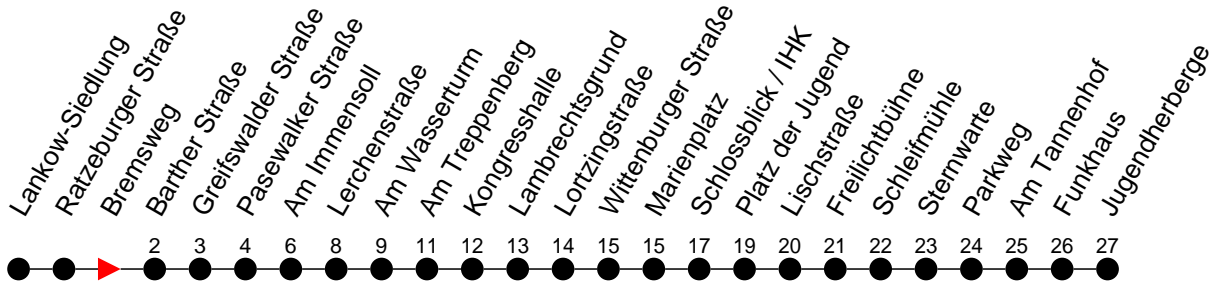 Lankow-Siedlung
Ratzeburger Straße
Bremsweg
Barther Straße
Greifswalder Straße
Pasewalker Straße
Am Immensoll
Lerchenstraße
Am Wasserturm
Am Treppenberg
Kongresshalle
Lambrechtsgrund
Lortzingstraße
Wittenburger Straße
Marienplatz
Schlossblick / IHK
Platz der Jugend
Lischstraße
Freilichtbühne
Schleifmühle
Sternwarte
Parkweg
Am Tannenhof
Funkhaus
Jugendherberge
2 3 4 6 8 9 11 12 13 14 15 15 17 19 20 21 22 23 24 25 26 27